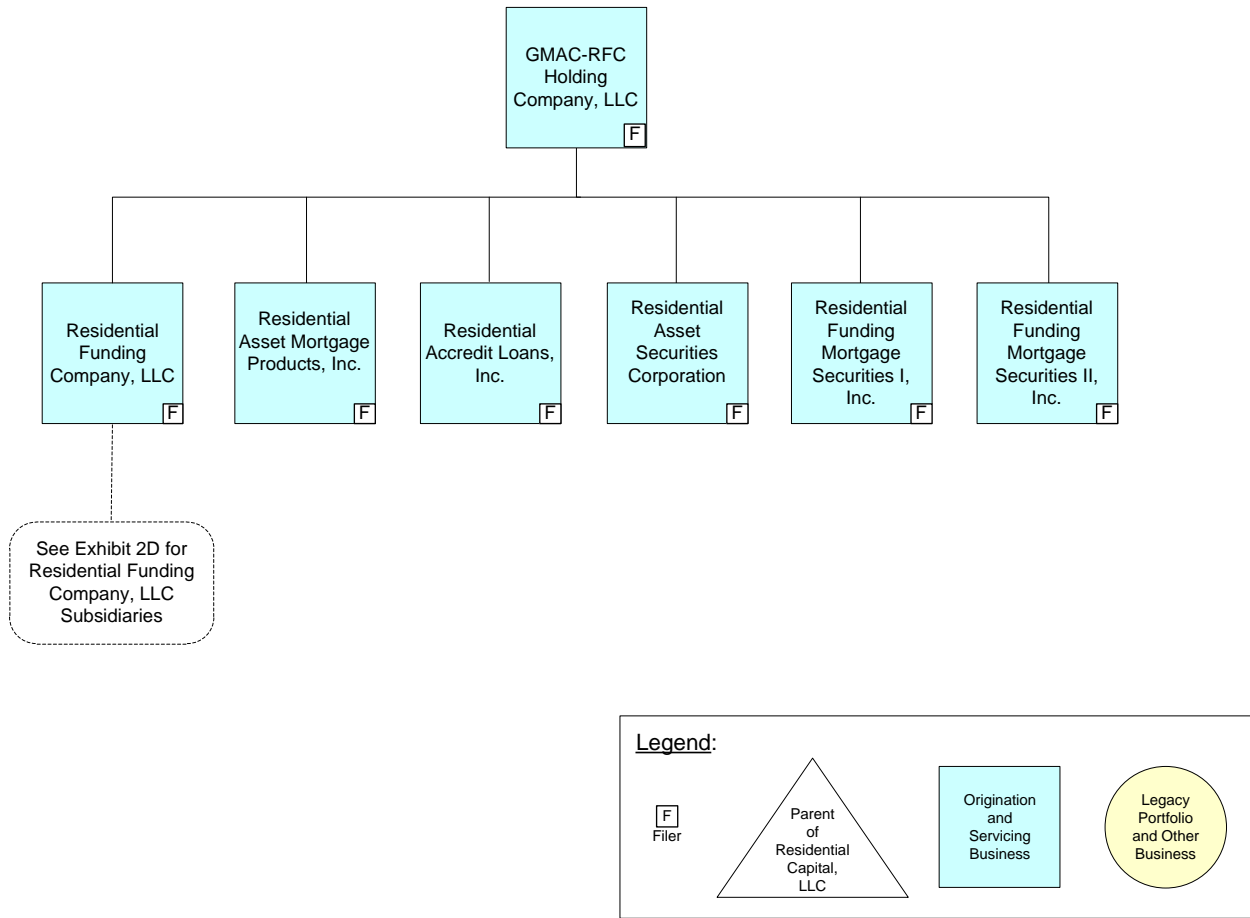 GMAC-RFC
Holding
Company, LLC
F
Residential
Funding
Company, LLC
F
Residential
Asset Mortgage
Products, Inc.
F
Residential
Accredit Loans,
Inc.
F
Residential
Asset
Securities
Corporation
F
Residential
Funding
Mortgage
Securities I,
Inc.
F
Residential
Funding
Mortgage
Securities II,
Inc.
F
See Exhibit 2D for
Residential Funding
Company, LLC
Subsidiaries
Legend:
F
Filer
Parent
of
Residential
Capital,
LLC
Origination
and
Servicing
Business
Legacy
Portfolio
and Other
Business